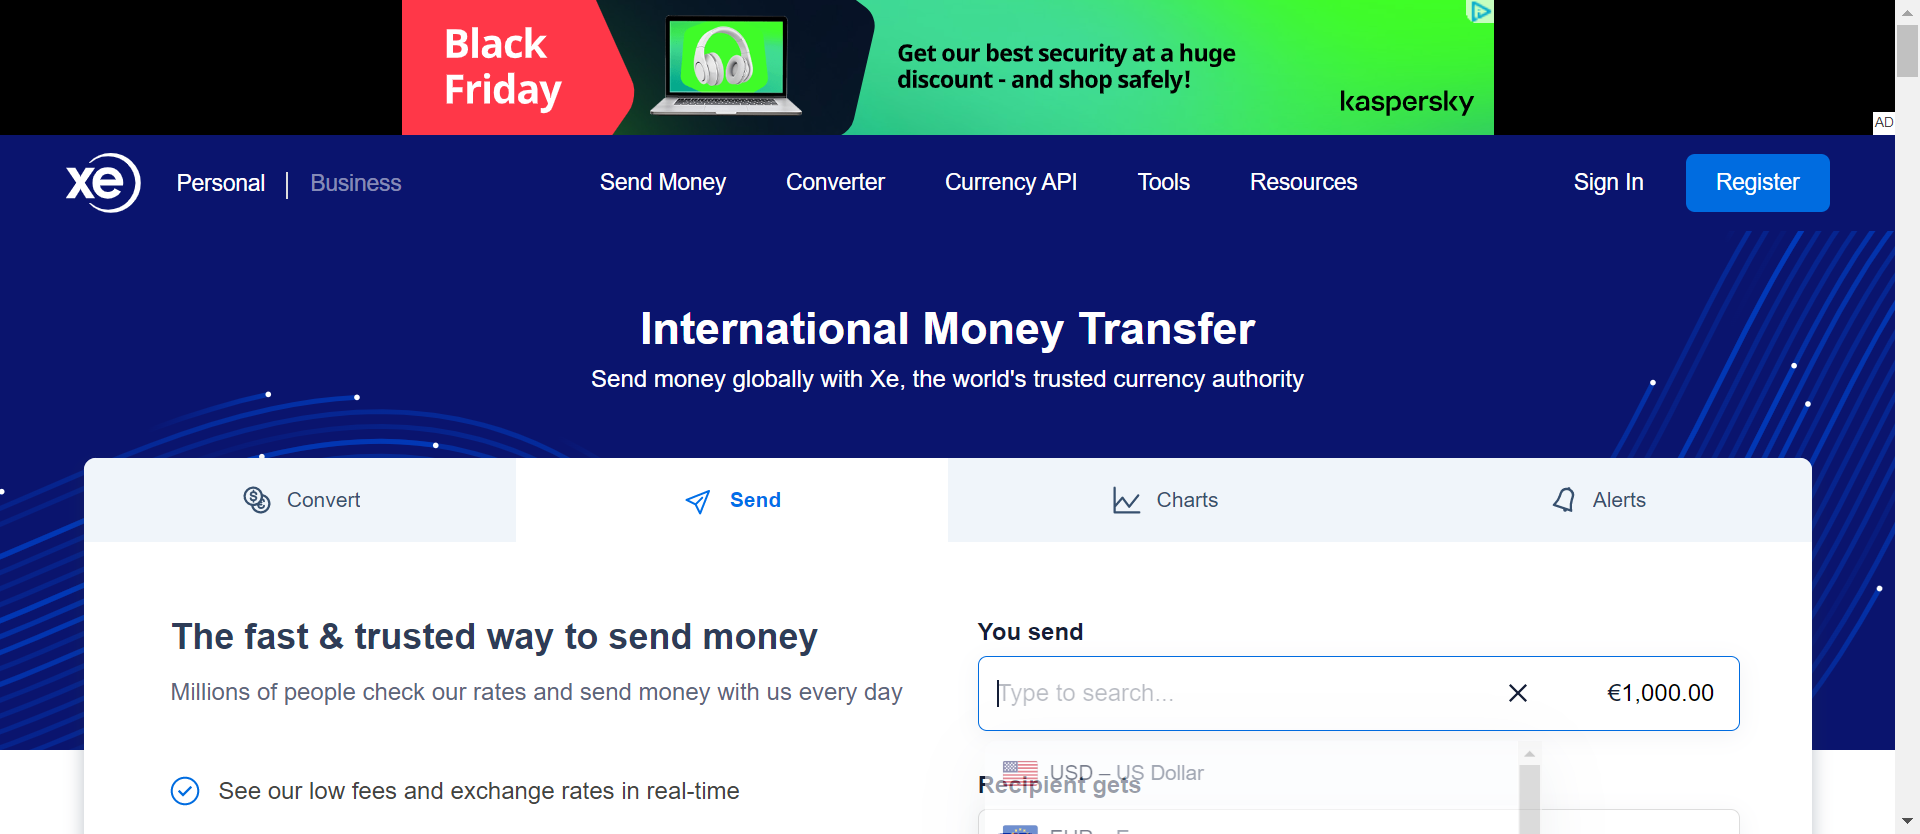 Black
Friday
Get our best security at a huge
discount - and shop safely!
kaspersky
AD
xe
Personal
Business
Send Money
Converter
Currency API
Tools
Resources
Sign In
Register
International Money Transfer
Send money globally with Xe, the world's trusted currency authority
Convert
Send
Charts
Alerts
The fast & trusted way to send money
Millions of people check our rates and send money with us every day
See our low fees and exchange rates in real-time
You send
Type to search...
€1,000.00
USD – US Dollar
Recipient gets